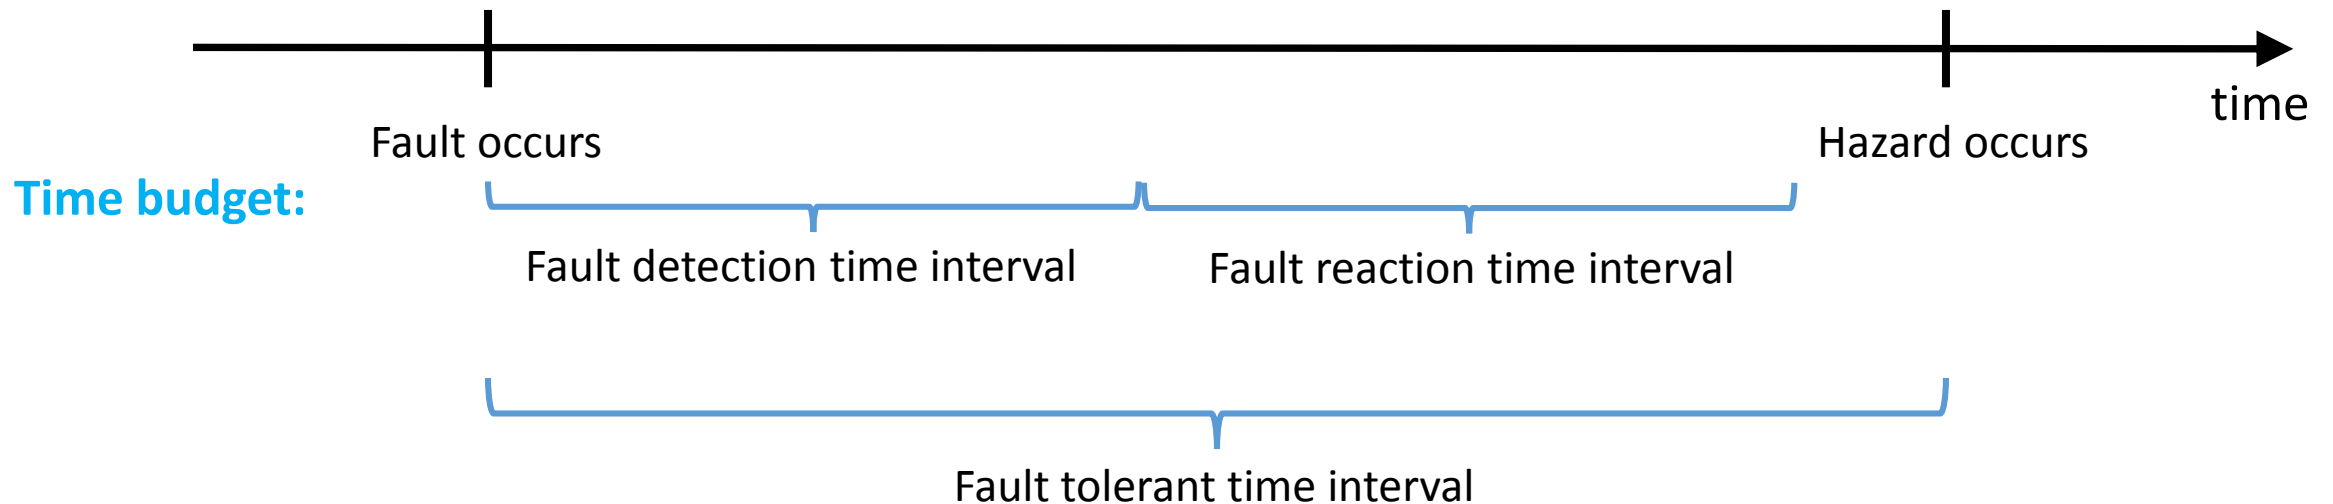 time
Fault occurs
Hazard occurs
Time budget:
Fault detection time interval
Fault reaction time interval
Fault tolerant time interval